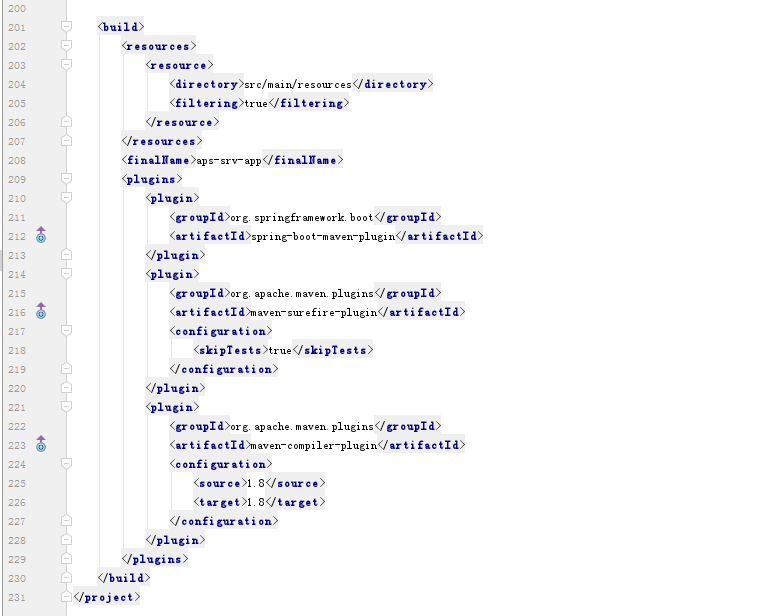 200
201 <build>
202 <resources>
203 <resource>
204 <directory>src/main/resources</directory>
205 <filtering>true</filtering>
206 </resource>
207 </resources>
208 <finalName>aps-srv-app</finalName>
209 <plugins>
210 <plugin>
211 <groupId>org.springframework.boot</groupId>
212 <artifactId>spring-boot-maven-plugin</artifactId>
213 </plugin>
214 <plugin>
215 <groupId>org.apache.maven.plugins</groupId>
216 <artifactId>maven-surefire-plugin</artifactId>
217 <configuration>
218 <skipTests>true</skipTests>
219 </configuration>
220 </plugin>
221 <plugin>
222 <groupId>org.apache.maven.plugins</groupId>
223 <artifactId>maven-compiler-plugin</artifactId>
224 <configuration>
225 <source>1.8</source>
226 <target>1.8</target>
227 </configuration>
228 </plugin>
229 </plugins>
230 </build>
231 </project>